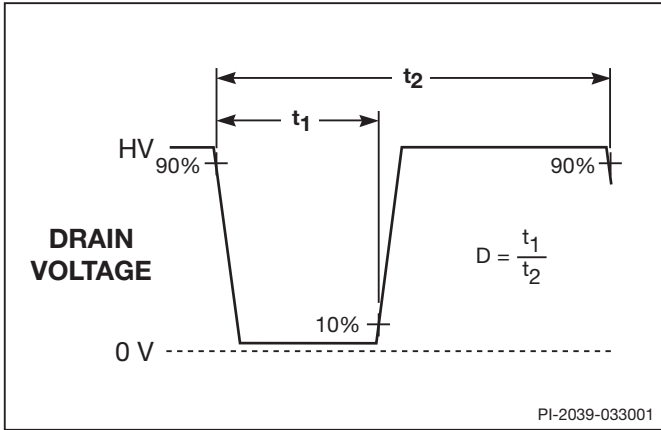 t2
t1
HV
90%
90%
DRAIN
VOLTAGE
D = t1/t2
10%
0 V
PI-2039-033001